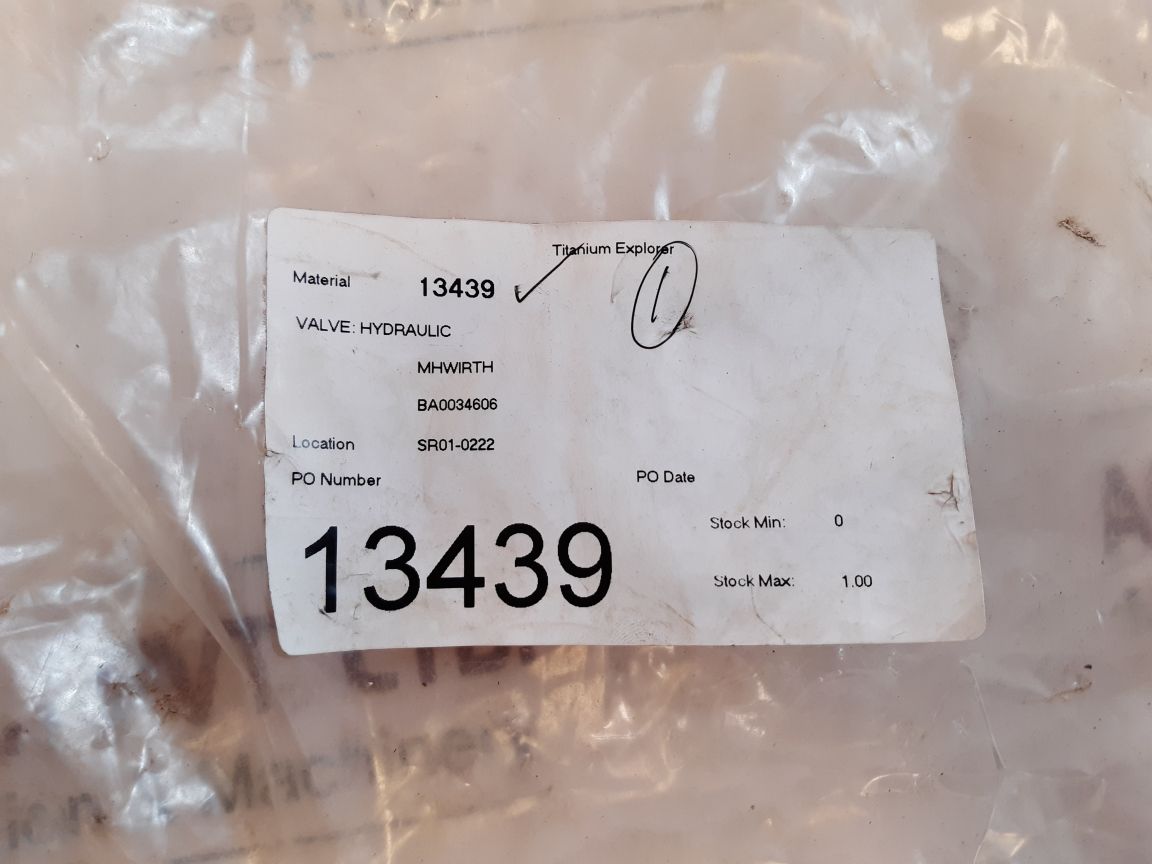 Titanium Explorer
Material 13439 ✓
1
VALVE: HYDRAULIC
MHWIRTH
BA0034606
Location SR01-0222
PO Number PO Date
Stock Min: 0
13439
Stock Max: 1.00
Machinery